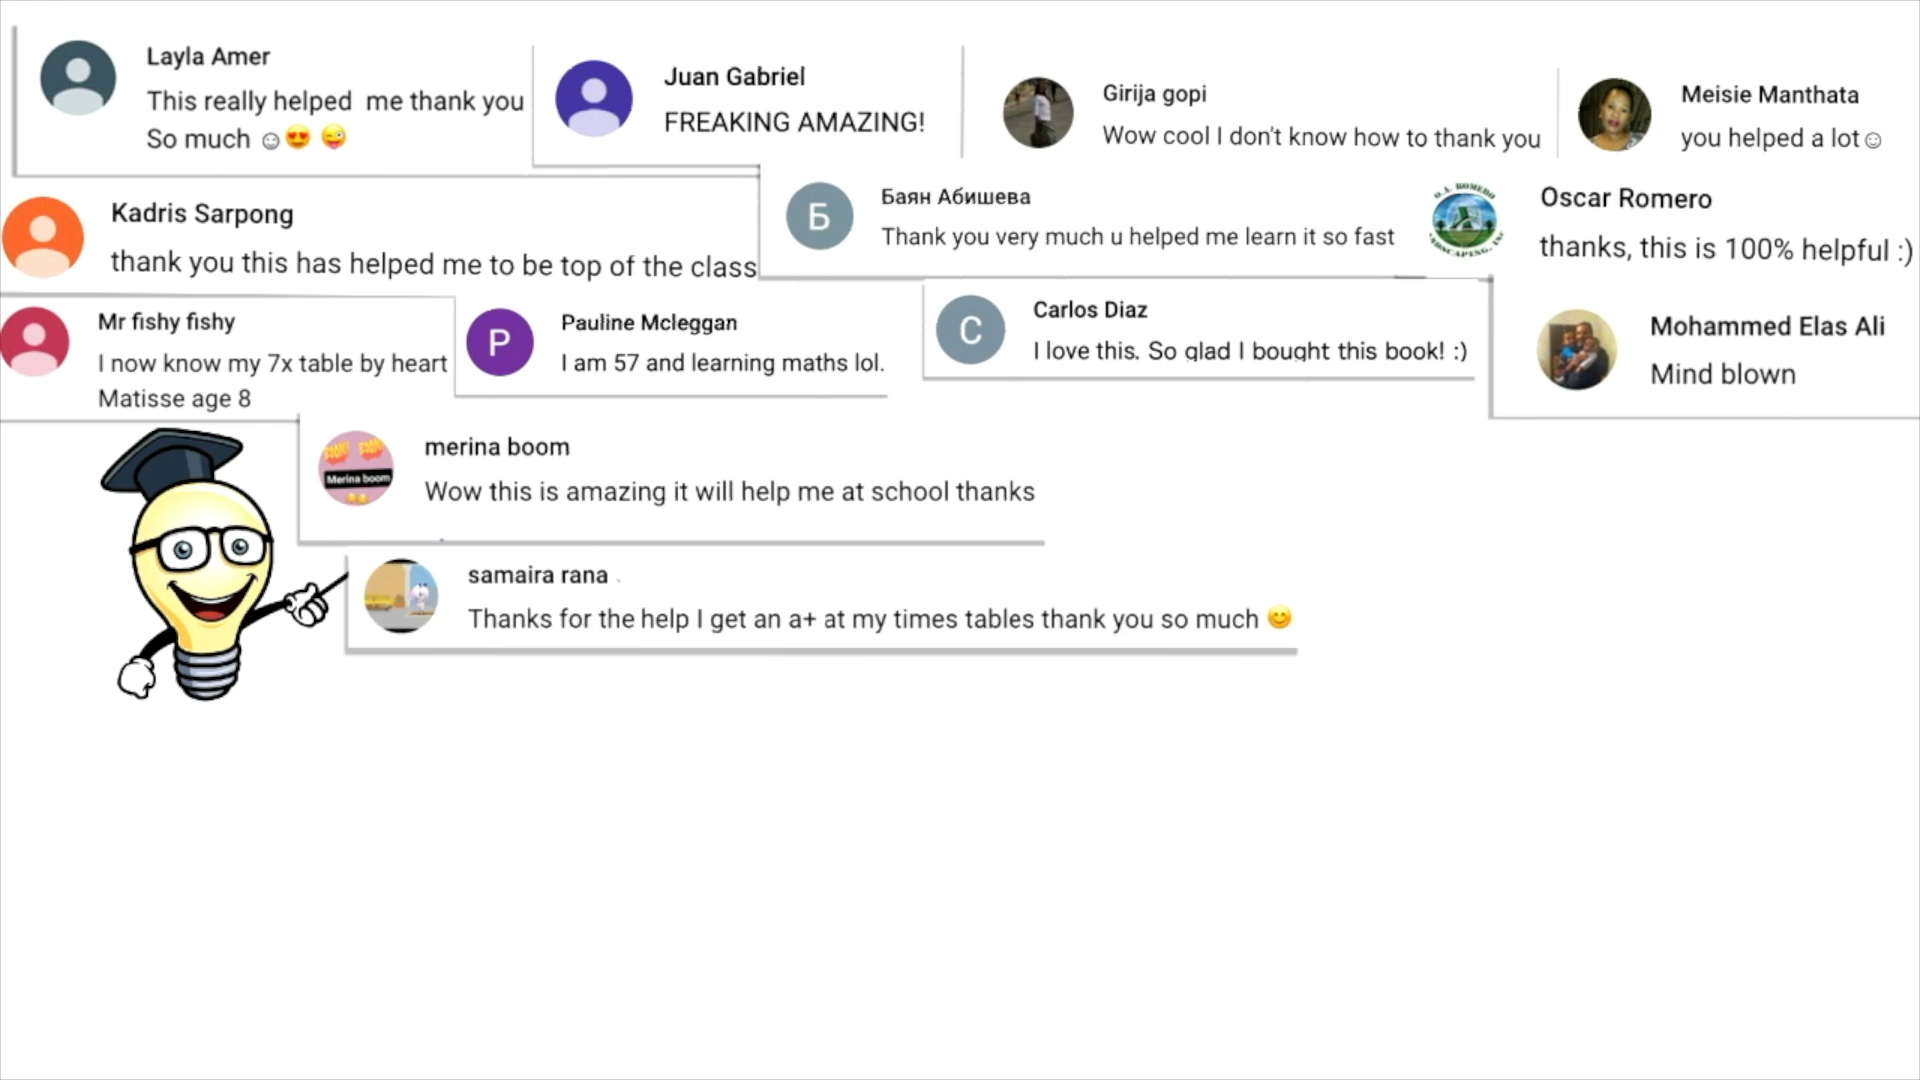 Layla Amer
This really helped me thank you
So much ☺😍 😜
Juan Gabriel
FREAKING AMAZING!
Girija gopi
Wow cool I don't know how to thank you
Meisie Manthata
you helped a lot☺
Kadris Sarpong
thank you this has helped me to be top of the class
Б
Баян Абишева
Thank you very much u helped me learn it so fast
O.A. ROMERO
Oscar Romero
thanks, this is 100% helpful :)
Mr fishy fishy
I now know my 7x table by heart
Matisse age 8
P
Pauline Mcleggan
I am 57 and learning maths lol.
C
Carlos Diaz
I love this. So glad I bought this book! :)
Mohammed Elas Ali
Mind blown
BOOM! BOOM!
Merina boom
merina boom
Wow this is amazing it will help me at school thanks
samaira rana
Thanks for the help I get an a+ at my times tables thank you so much 😊